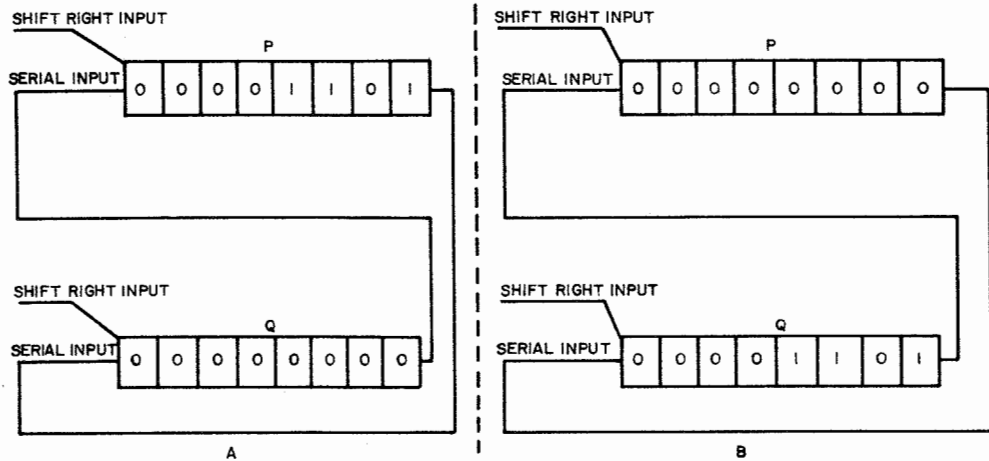 SHIFT RIGHT INPUT
P
SERIAL INPUT
0 0 0 0 1 1 0 1
SHIFT RIGHT INPUT
Q
SERIAL INPUT
0 0 0 0 0 0 0 0
A
SHIFT RIGHT INPUT
P
SERIAL INPUT
0 0 0 0 0 0 0 0
SHIFT RIGHT INPUT
Q
SERIAL INPUT
0 0 0 0 1 1 0 1
B